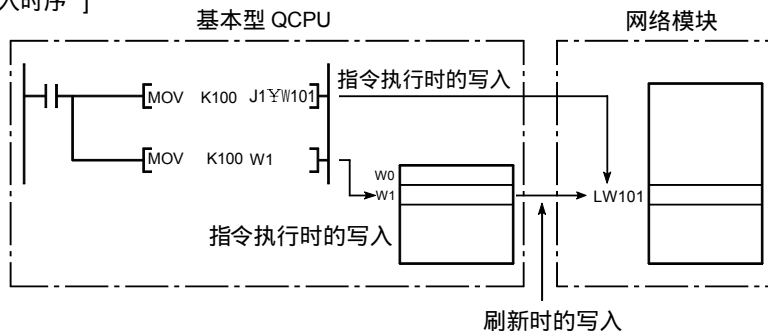 入时序 ]
基本型 QCPU
网络模块
MOV K100 J1￥W101
指令执行时的写入
MOV K100 W1
W0
W1
LW101
指令执行时的写入
刷新时的写入